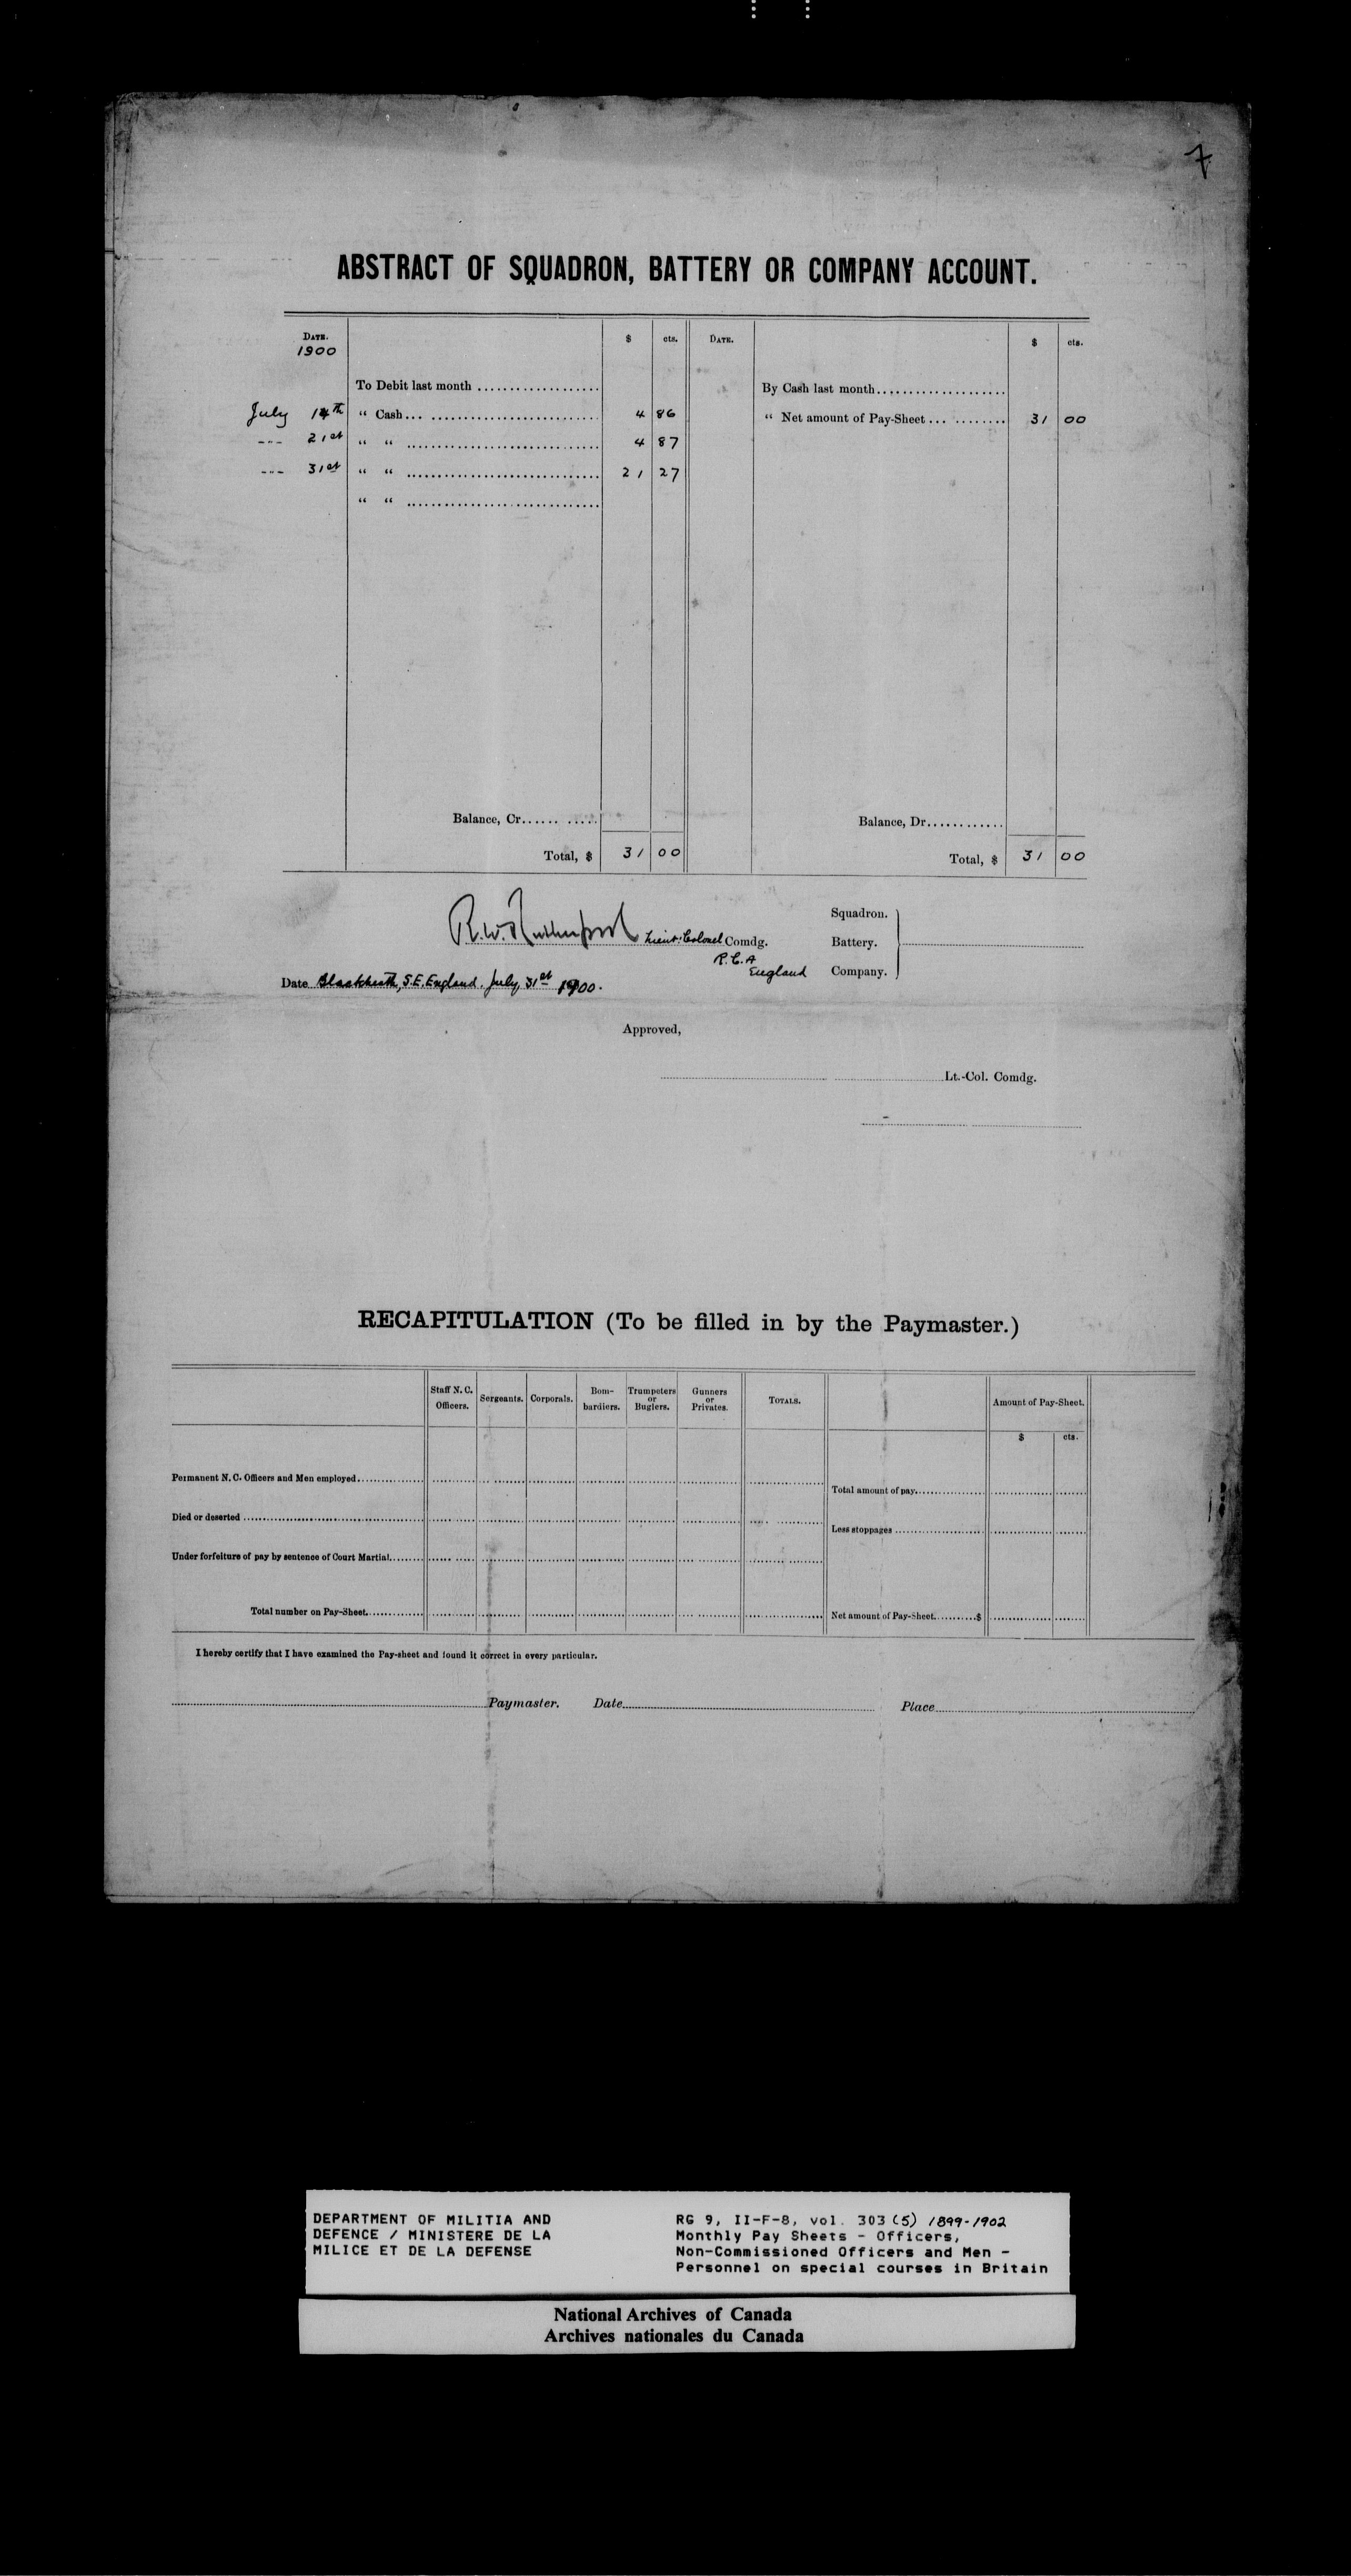 7
ABSTRACT OF SQUADRON, BATTERY OR COMPANY ACCOUNT.
DATE. $ cts. DATE. $ cts.
1900
To Debit last month By Cash last month
July 14th “ Cash 4 86 “ Net amount of Pay-Sheet 31 00
--- 21st “ “ 4 87
--- 31st “ “ 21 27
“ “
Balance, Cr. Balance, Dr.
Total, $ 31 00 Total, $ 31 00
Squadron.
R.W. Rutherford Lieut: Colonel Comdg. Battery.
R.C.A
England Company.
Date Blackheath, S.E. England. July, 31st 1900.
Approved,
Lt.-Col. Comdg.
RECAPITULATION (To be filled in by the Paymaster.)
Staff N. C. Officers. Sergeants. Corporals. Bom-bardiers. Trumpeters or Buglers. Gunners or Privates. TOTALS. Amount of Pay-Sheet.
$ cts.
Permanent N. C. Officers and Men employed
Total amount of pay
Died or deserted
Less stoppages
Under forfeiture of pay by sentence of Court Martial
Total number on Pay-Sheet Net amount of Pay-Sheet $
I hereby certify that I have examined the Pay-sheet and found it correct in every particular.
Paymaster. Date Place
DEPARTMENT OF MILITIA AND
DEFENCE / MINISTERE DE LA
MILICE ET DE LA DEFENSE
RG 9, II-F-8, vol. 303 (5) 1899-1902
Monthly Pay Sheets - Officers,
Non-Commissioned Officers and Men -
Personnel on special courses in Britain
National Archives of Canada
Archives nationales du Canada